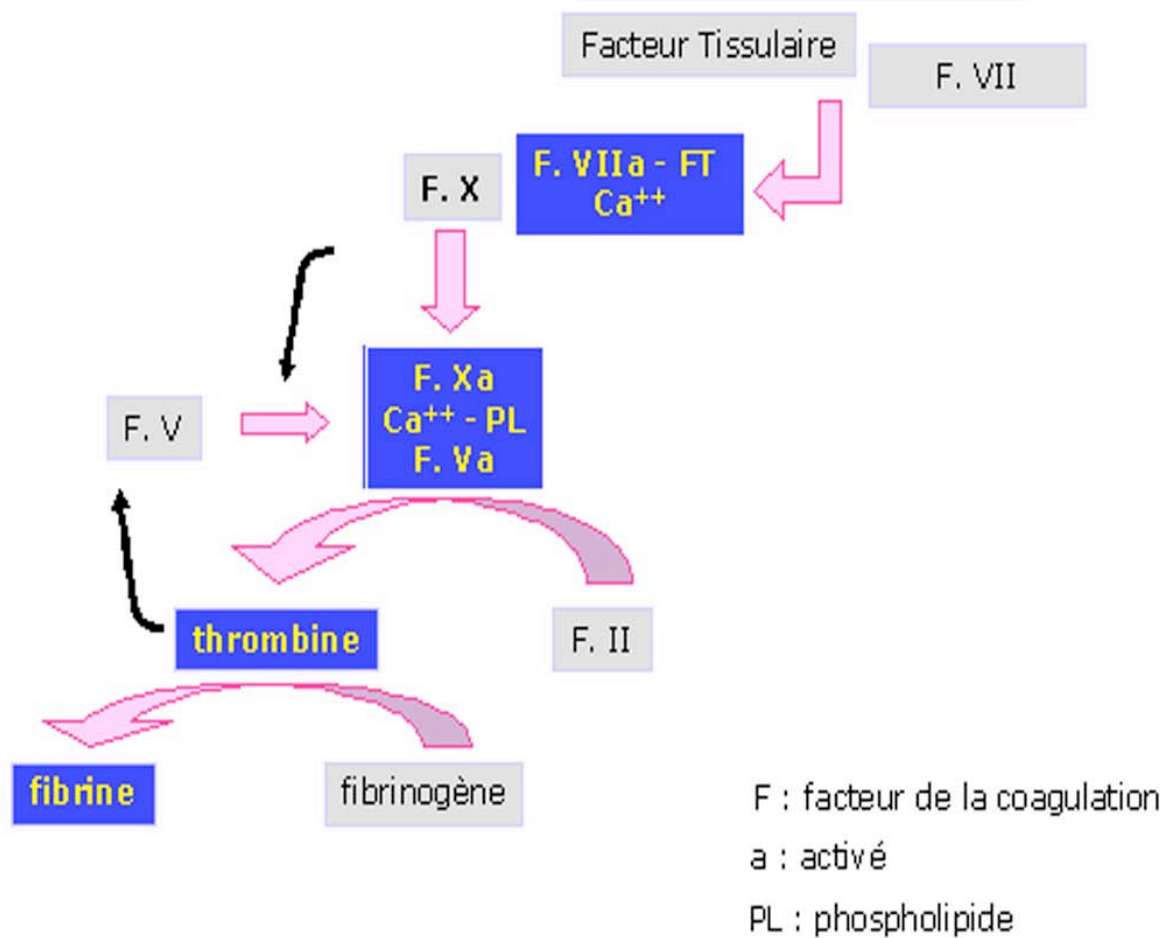 Facteur Tissulaire
F. VII
F. X
F. VIIa - FT
Ca++
F. V
F. Xa
Ca++ - PL
F. Va
thrombine
F. II
fibrine
fibrinogène
F : facteur de la coagulation
a : activé
PL : phospholipide